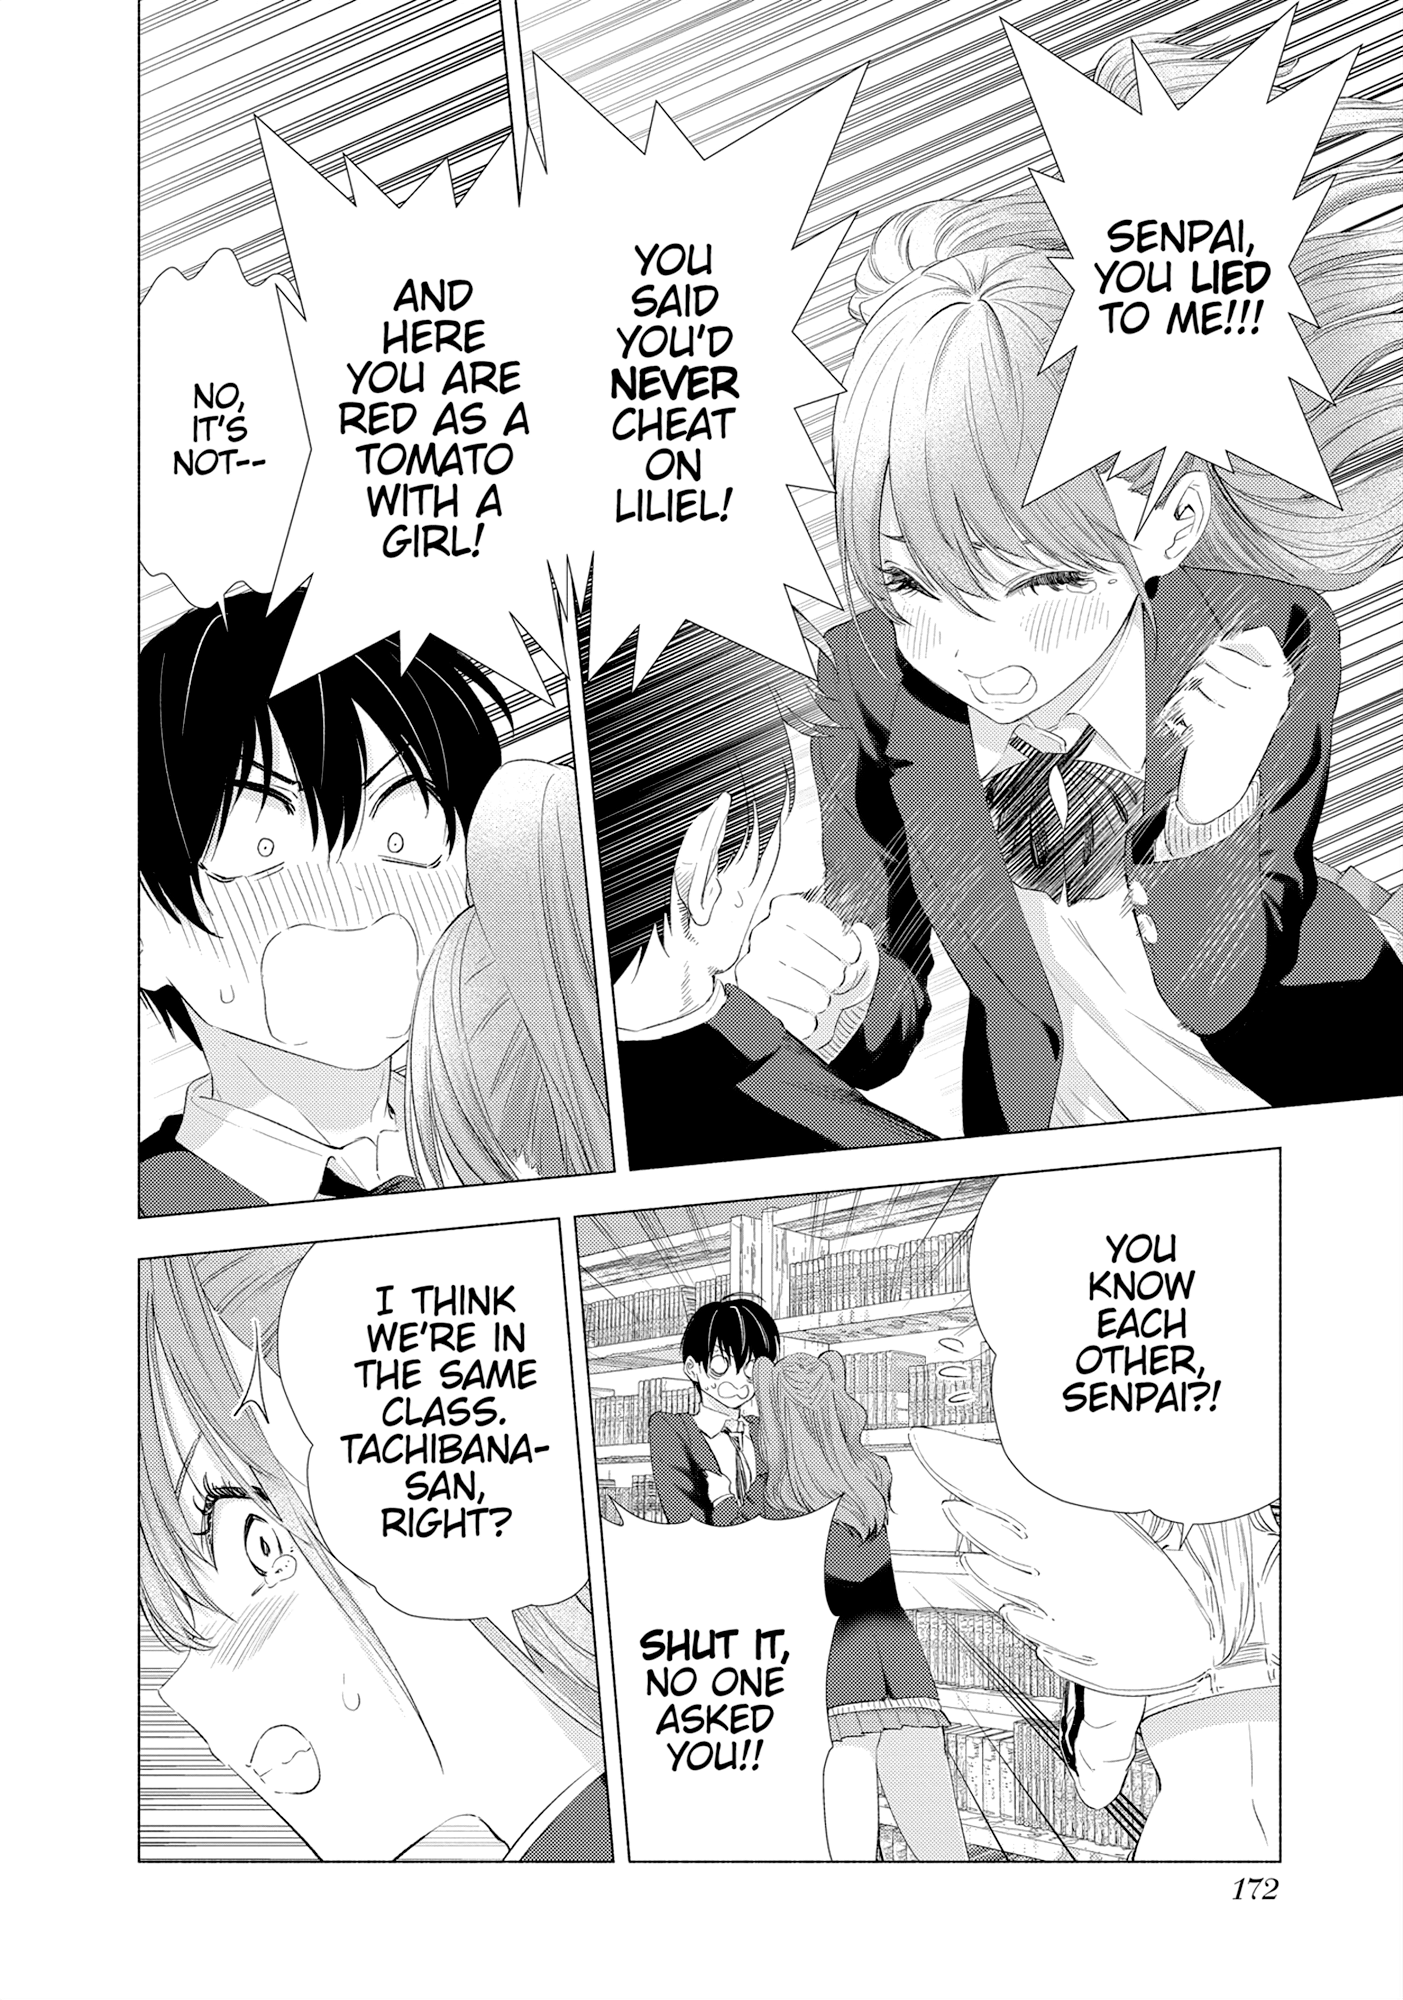 SENPAI,
YOU LIED
TO ME!!!
YOU
SAID
YOU'D
NEVER
CHEAT
ON
LILIEL!
AND
HERE
YOU ARE
RED AS A
TOMATO
WITH A
GIRL!
NO,
IT'S
NOT--
YOU
KNOW
EACH
OTHER,
SENPAI?!
SHUT IT,
NO ONE
ASKED
YOU!!
I THINK
WE'RE IN
THE SAME
CLASS.
TACHIBANA-
SAN,
RIGHT?
172